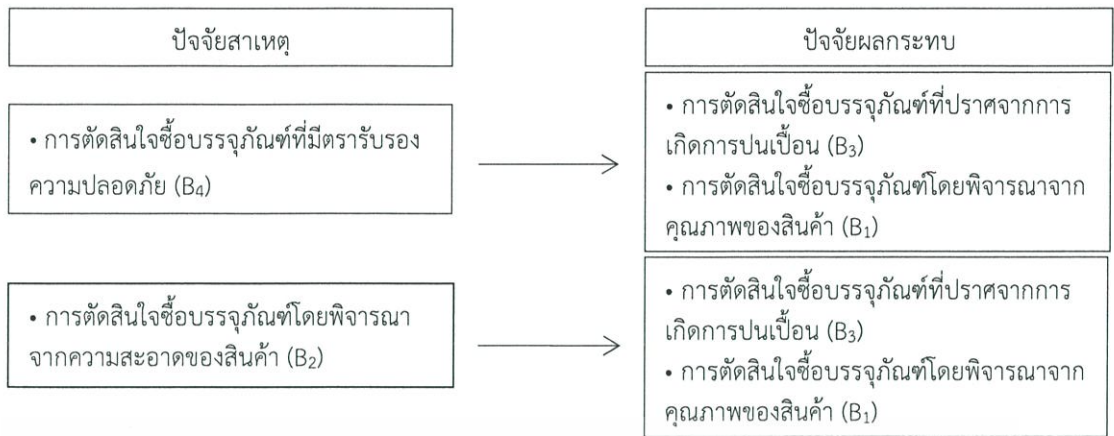 ปัจจัยสาเหตุ
ปัจจัยผลกระทบ
• การตัดสินใจซื้อบรรจุภัณฑ์ที่มีตรารับรอง
ความปลอดภัย (B₄)
• การตัดสินใจซื้อบรรจุภัณฑ์ที่ปราศจากการ
เกิดการปนเปื้อน (B₃)
• การตัดสินใจซื้อบรรจุภัณฑ์โดยพิจารณาจาก
คุณภาพของสินค้า (B₁)
• การตัดสินใจซื้อบรรจุภัณฑ์โดยพิจารณา
จากความสะอาดของสินค้า (B₂)
• การตัดสินใจซื้อบรรจุภัณฑ์ที่ปราศจากการ
เกิดการปนเปื้อน (B₃)
• การตัดสินใจซื้อบรรจุภัณฑ์โดยพิจารณาจาก
คุณภาพของสินค้า (B₁)